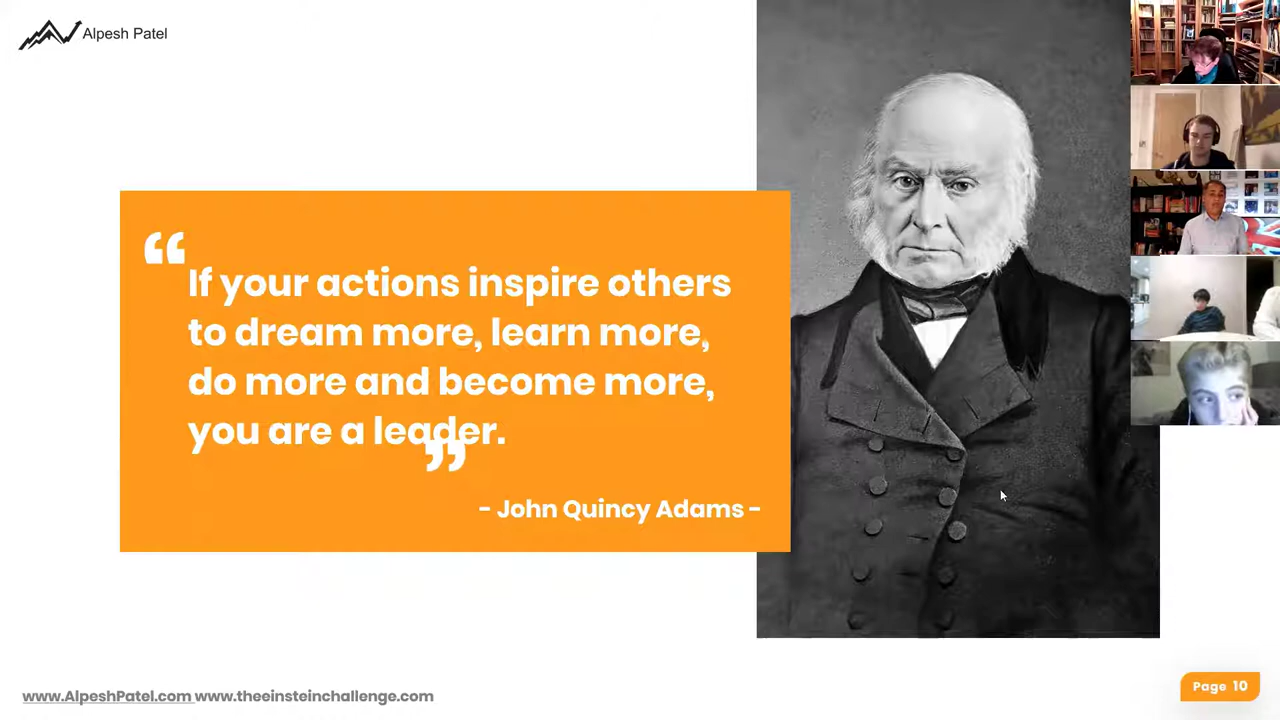 Alpesh Patel
“
If your actions inspire others
to dream more, learn more,
do more and become more,
you are a leader.
”
- John Quincy Adams -
www.AlpeshPatel.com www.theeinsteinchallenge.com
Page 10